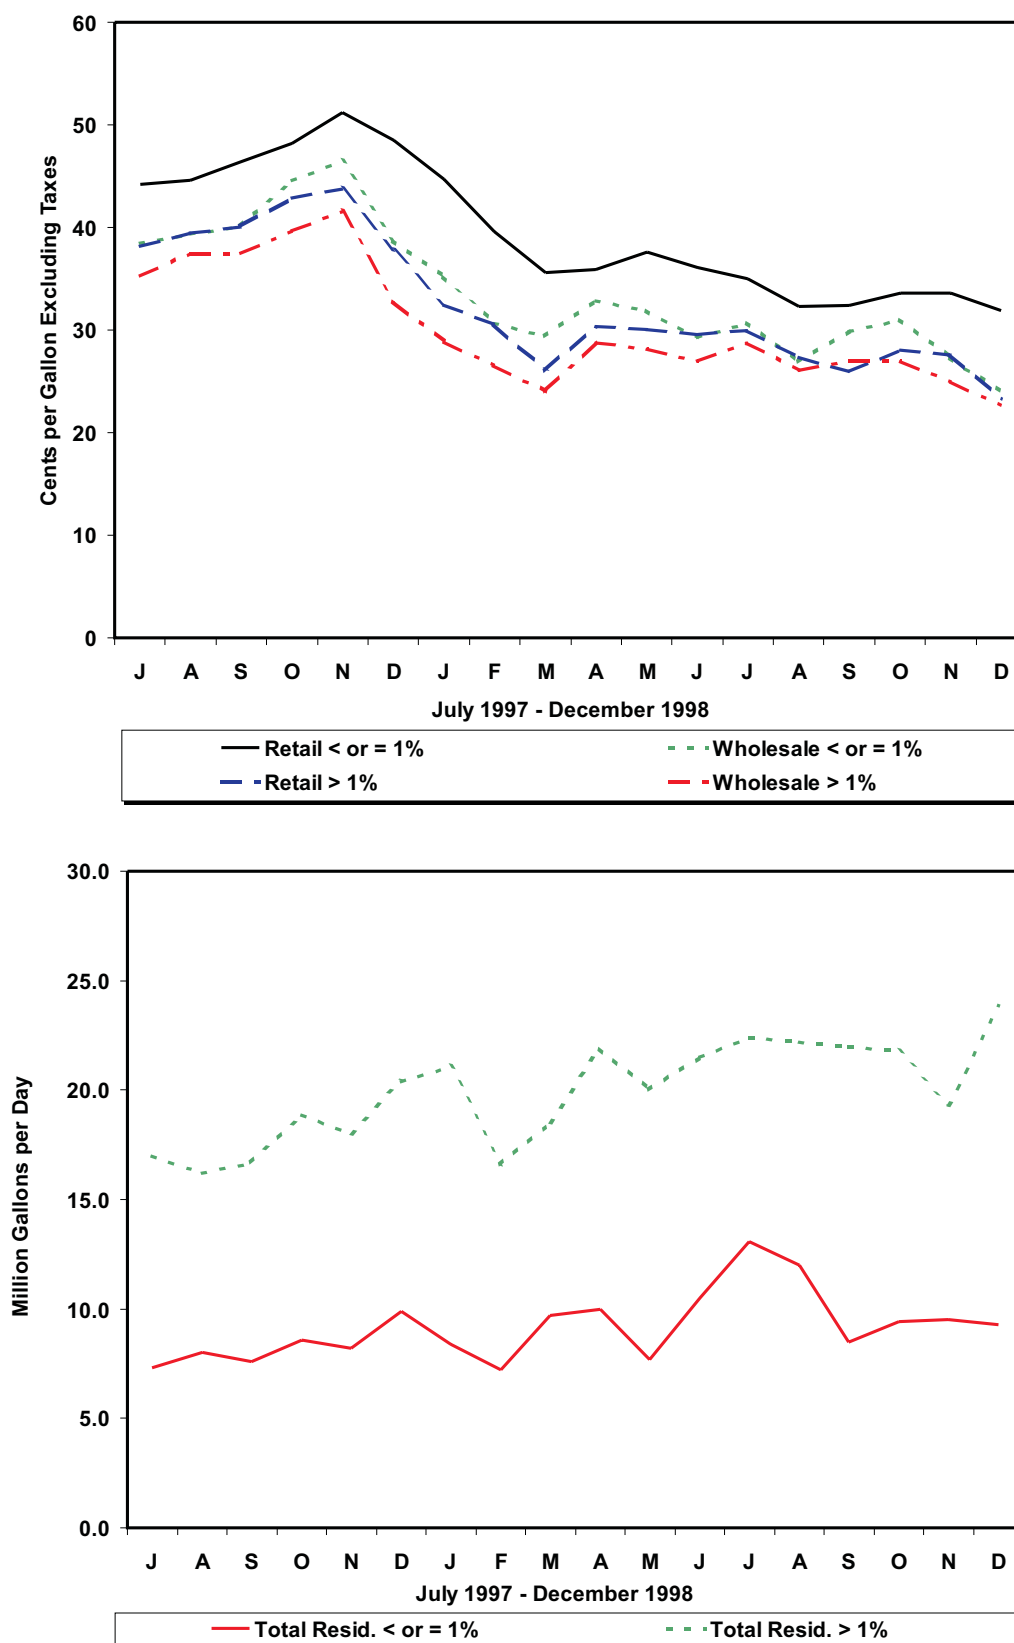 60
50
40
30
20
10
0
Cents per Gallon Excluding Taxes
J A S O N D J F M A M J J A S O N D
July 1997 - December 1998
Retail < or = 1% Wholesale < or = 1%
Retail > 1% Wholesale > 1%
30.0
25.0
20.0
15.0
10.0
5.0
0.0
Million Gallons per Day
J A S O N D J F M A M J J A S O N D
July 1997 - December 1998
Total Resid. < or = 1% Total Resid. > 1%